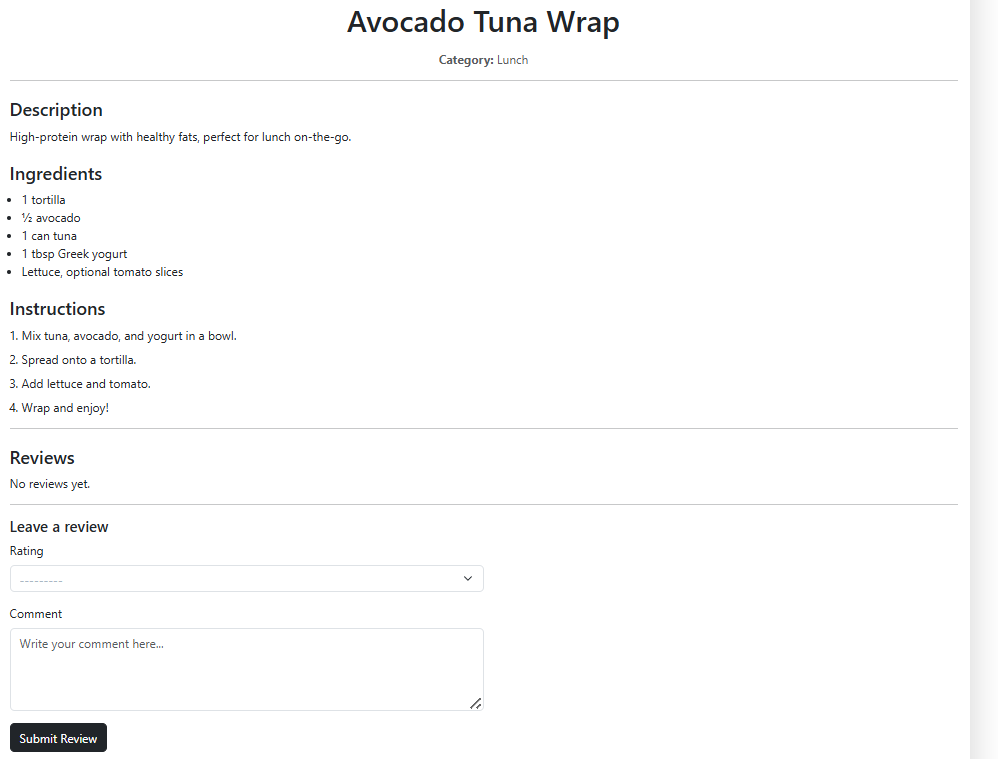 Avocado Tuna Wrap
Category: Lunch
Description
High-protein wrap with healthy fats, perfect for lunch on-the-go.
Ingredients
• 1 tortilla
• ½ avocado
• 1 can tuna
• 1 tbsp Greek yogurt
• Lettuce, optional tomato slices
Instructions
1. Mix tuna, avocado, and yogurt in a bowl.
2. Spread onto a tortilla.
3. Add lettuce and tomato.
4. Wrap and enjoy!
Reviews
No reviews yet.
Leave a review
Rating
---------
Comment
Write your comment here...
Submit Review